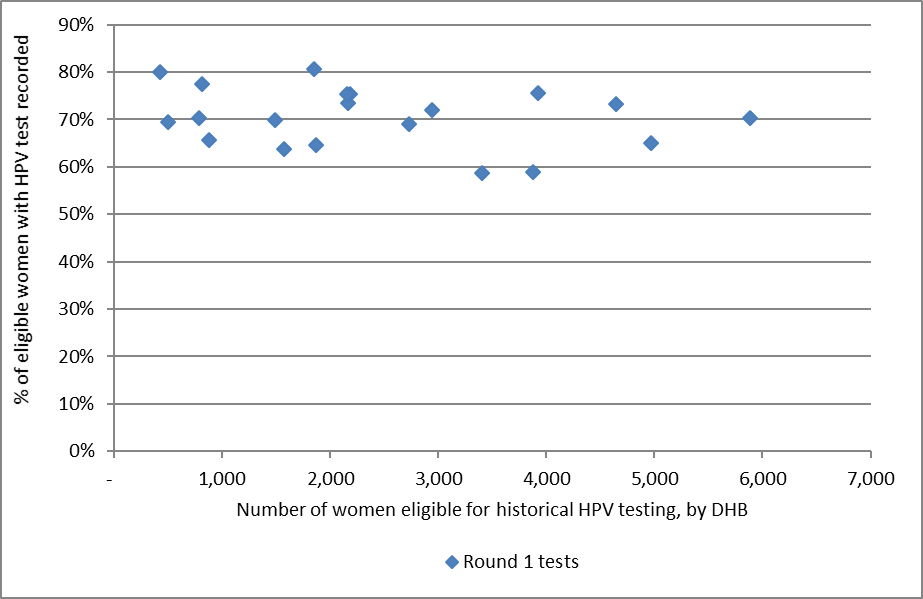 % of eligible women with HPV test recorded
90%
80%
70%
60%
50%
40%
30%
20%
10%
0%
- 1,000 2,000 3,000 4,000 5,000 6,000 7,000
Number of women eligible for historical HPV testing, by DHB
Round 1 tests